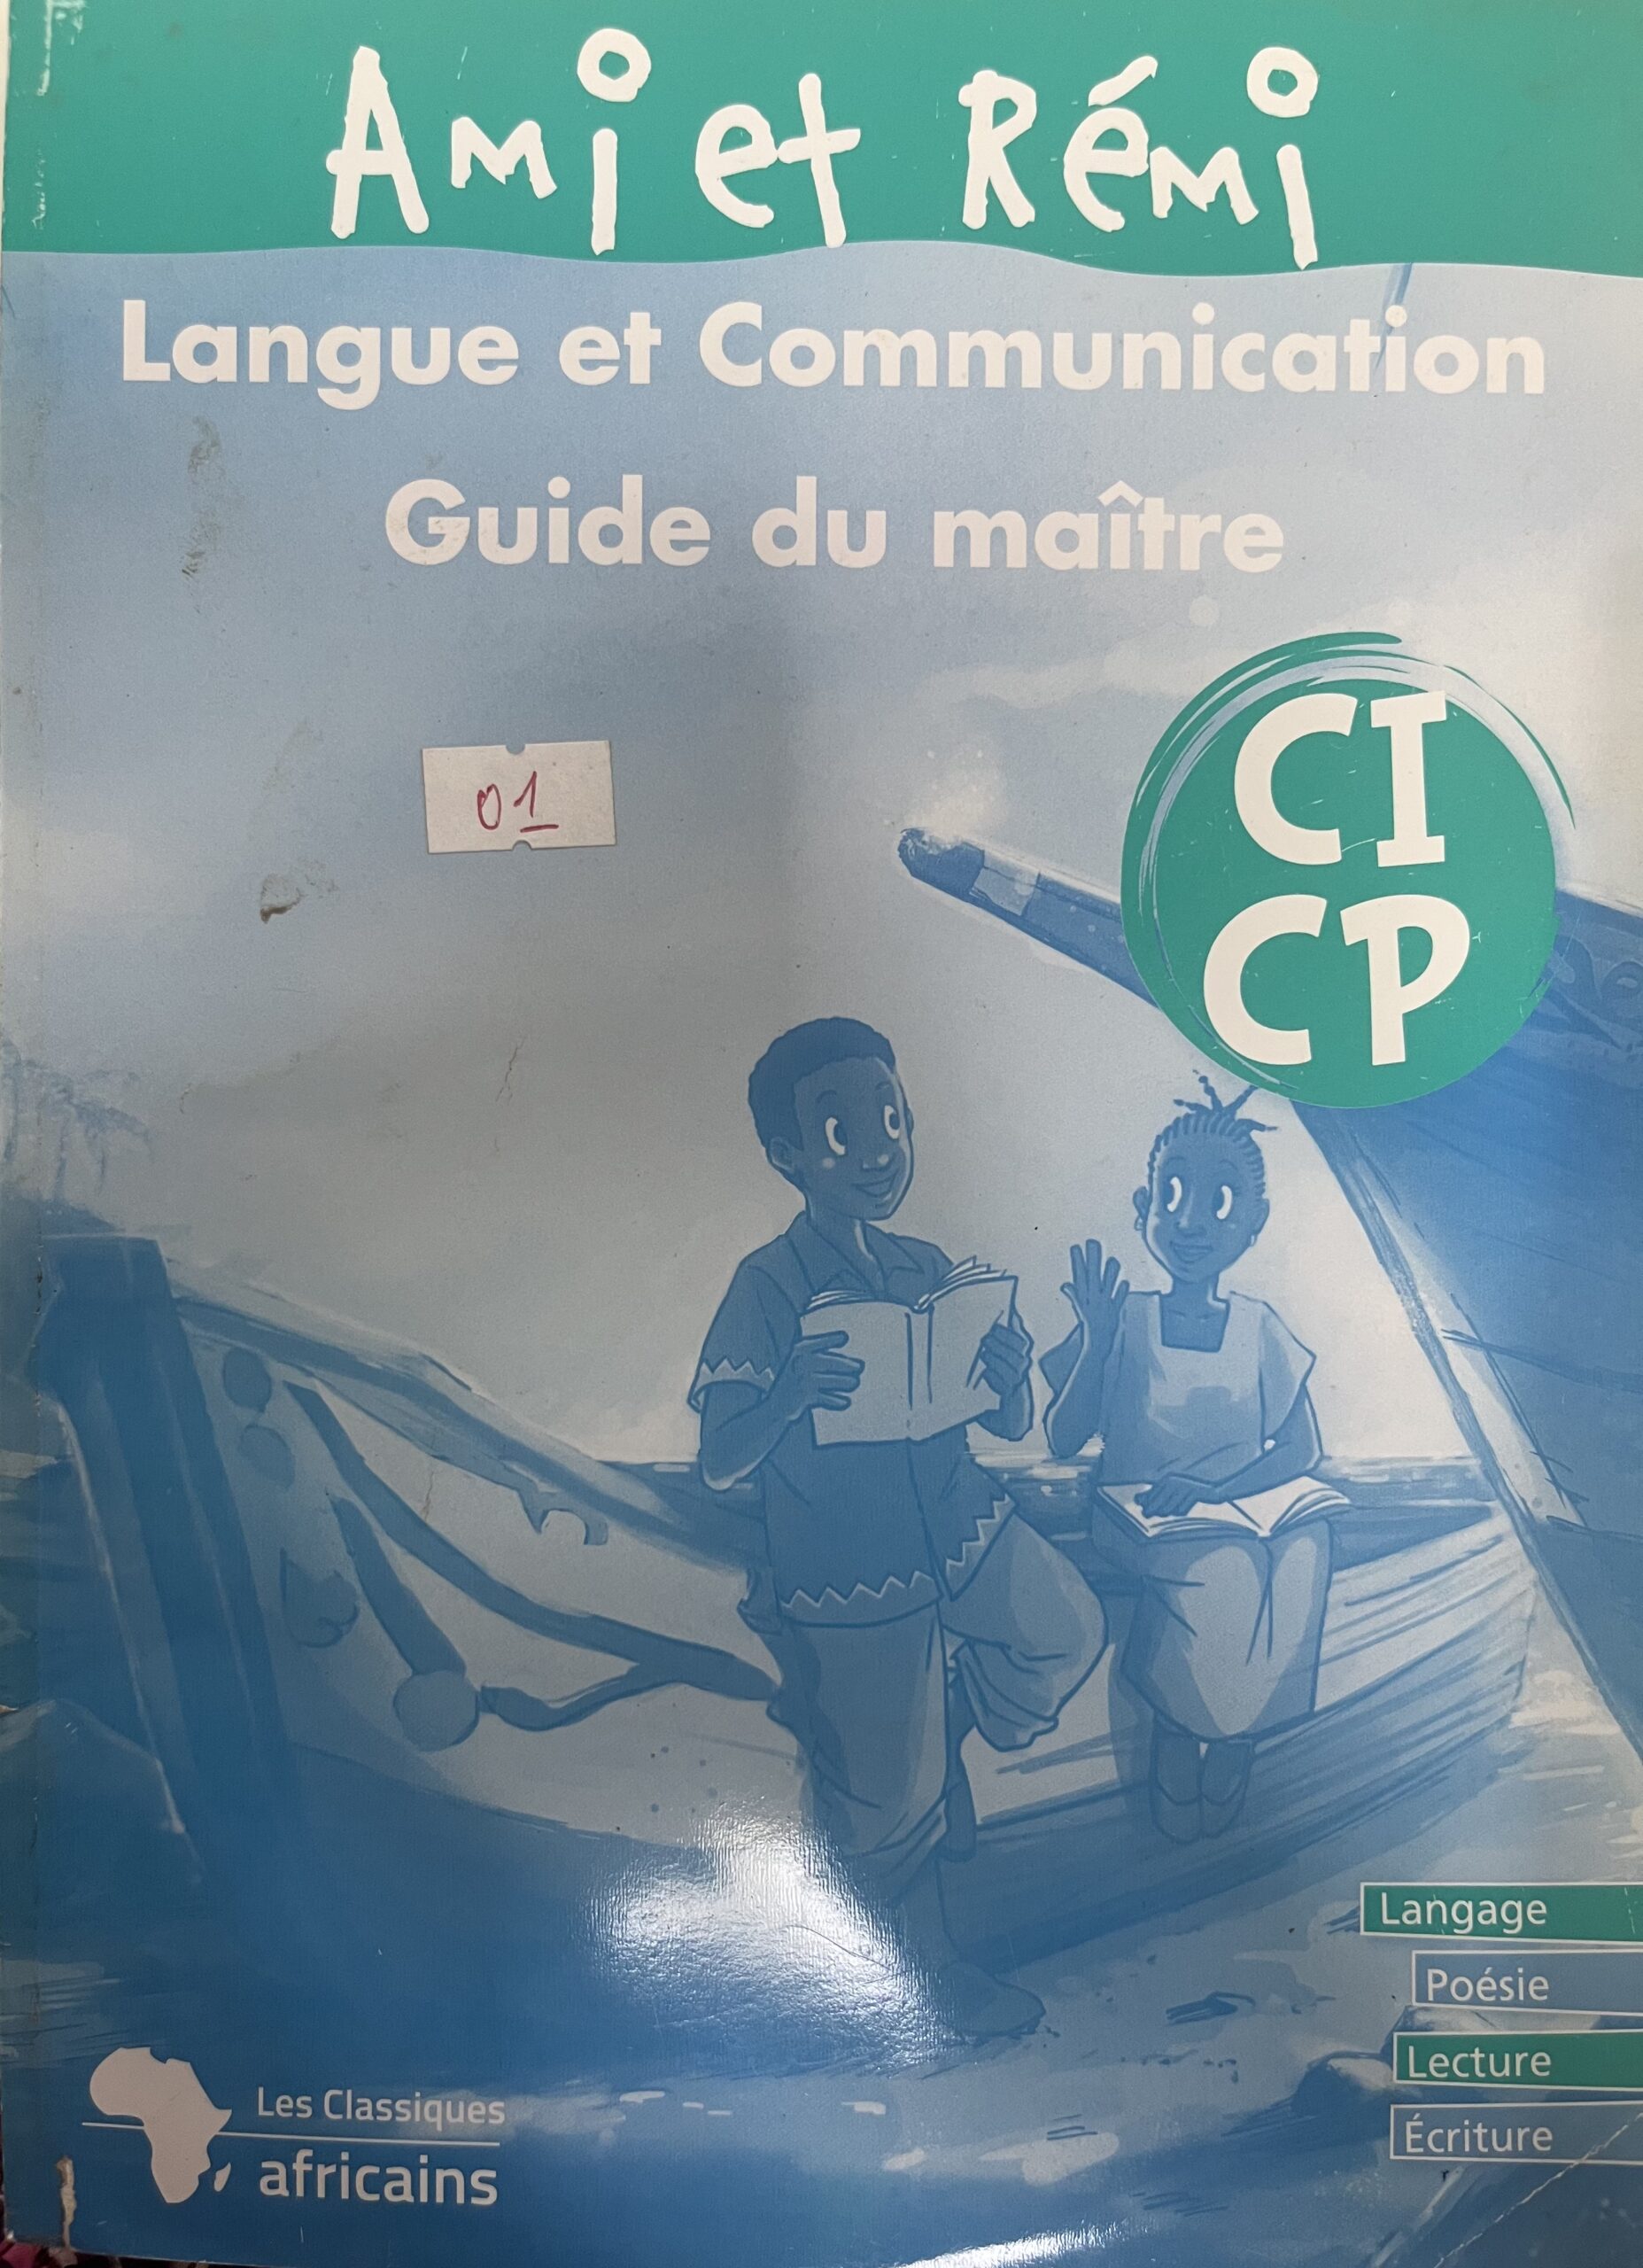 Ami et Rémi
Langue et Communication
Guide du maître
CI
CP
01
Langage
Poésie
Lecture
Écriture
Les Classiques
africains